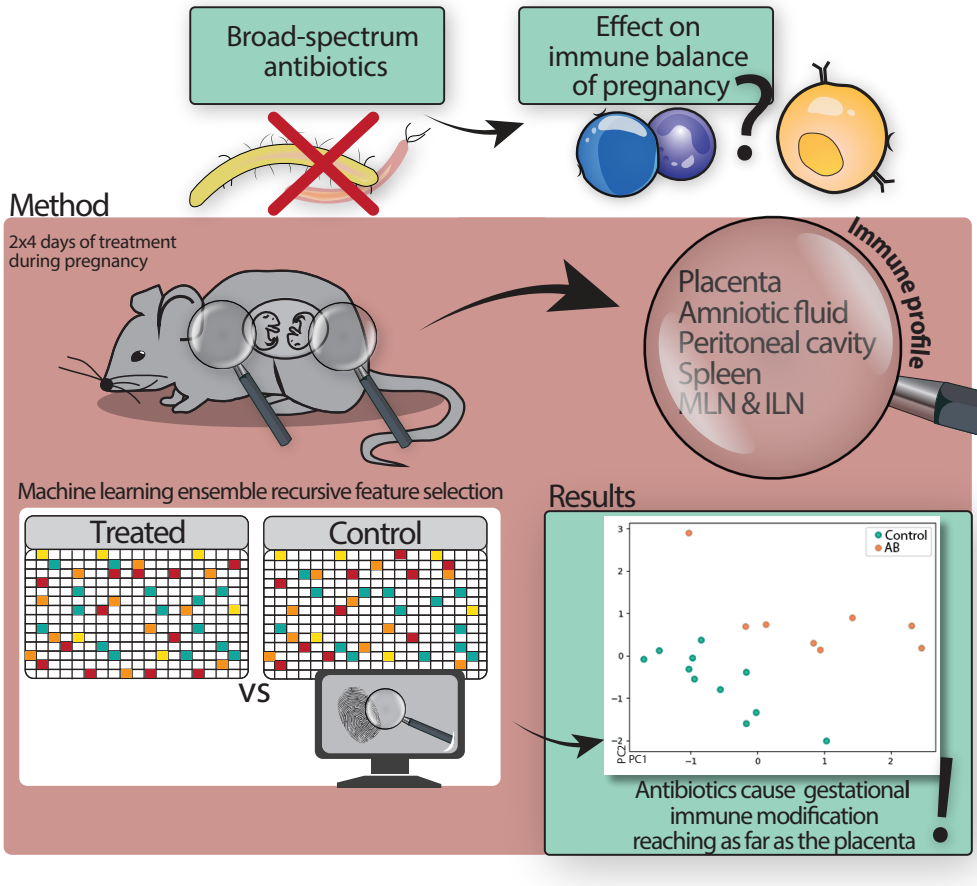 Broad-spectrum
antibiotics
Effect on
immune balance
of pregnancy
?
Method
2x4 days of treatment
during pregnancy
Immune profile
Placenta
Amniotic fluid
Peritoneal cavity
Spleen
MLN & ILN
Machine learning ensemble recursive feature selection
Treated
Control
vs
Results
Control
AB
3
2
1
0
−1
−2
PC2
PC1
−1
0
1
2
Antibiotics cause gestational
immune modification
reaching as far as the placenta
!